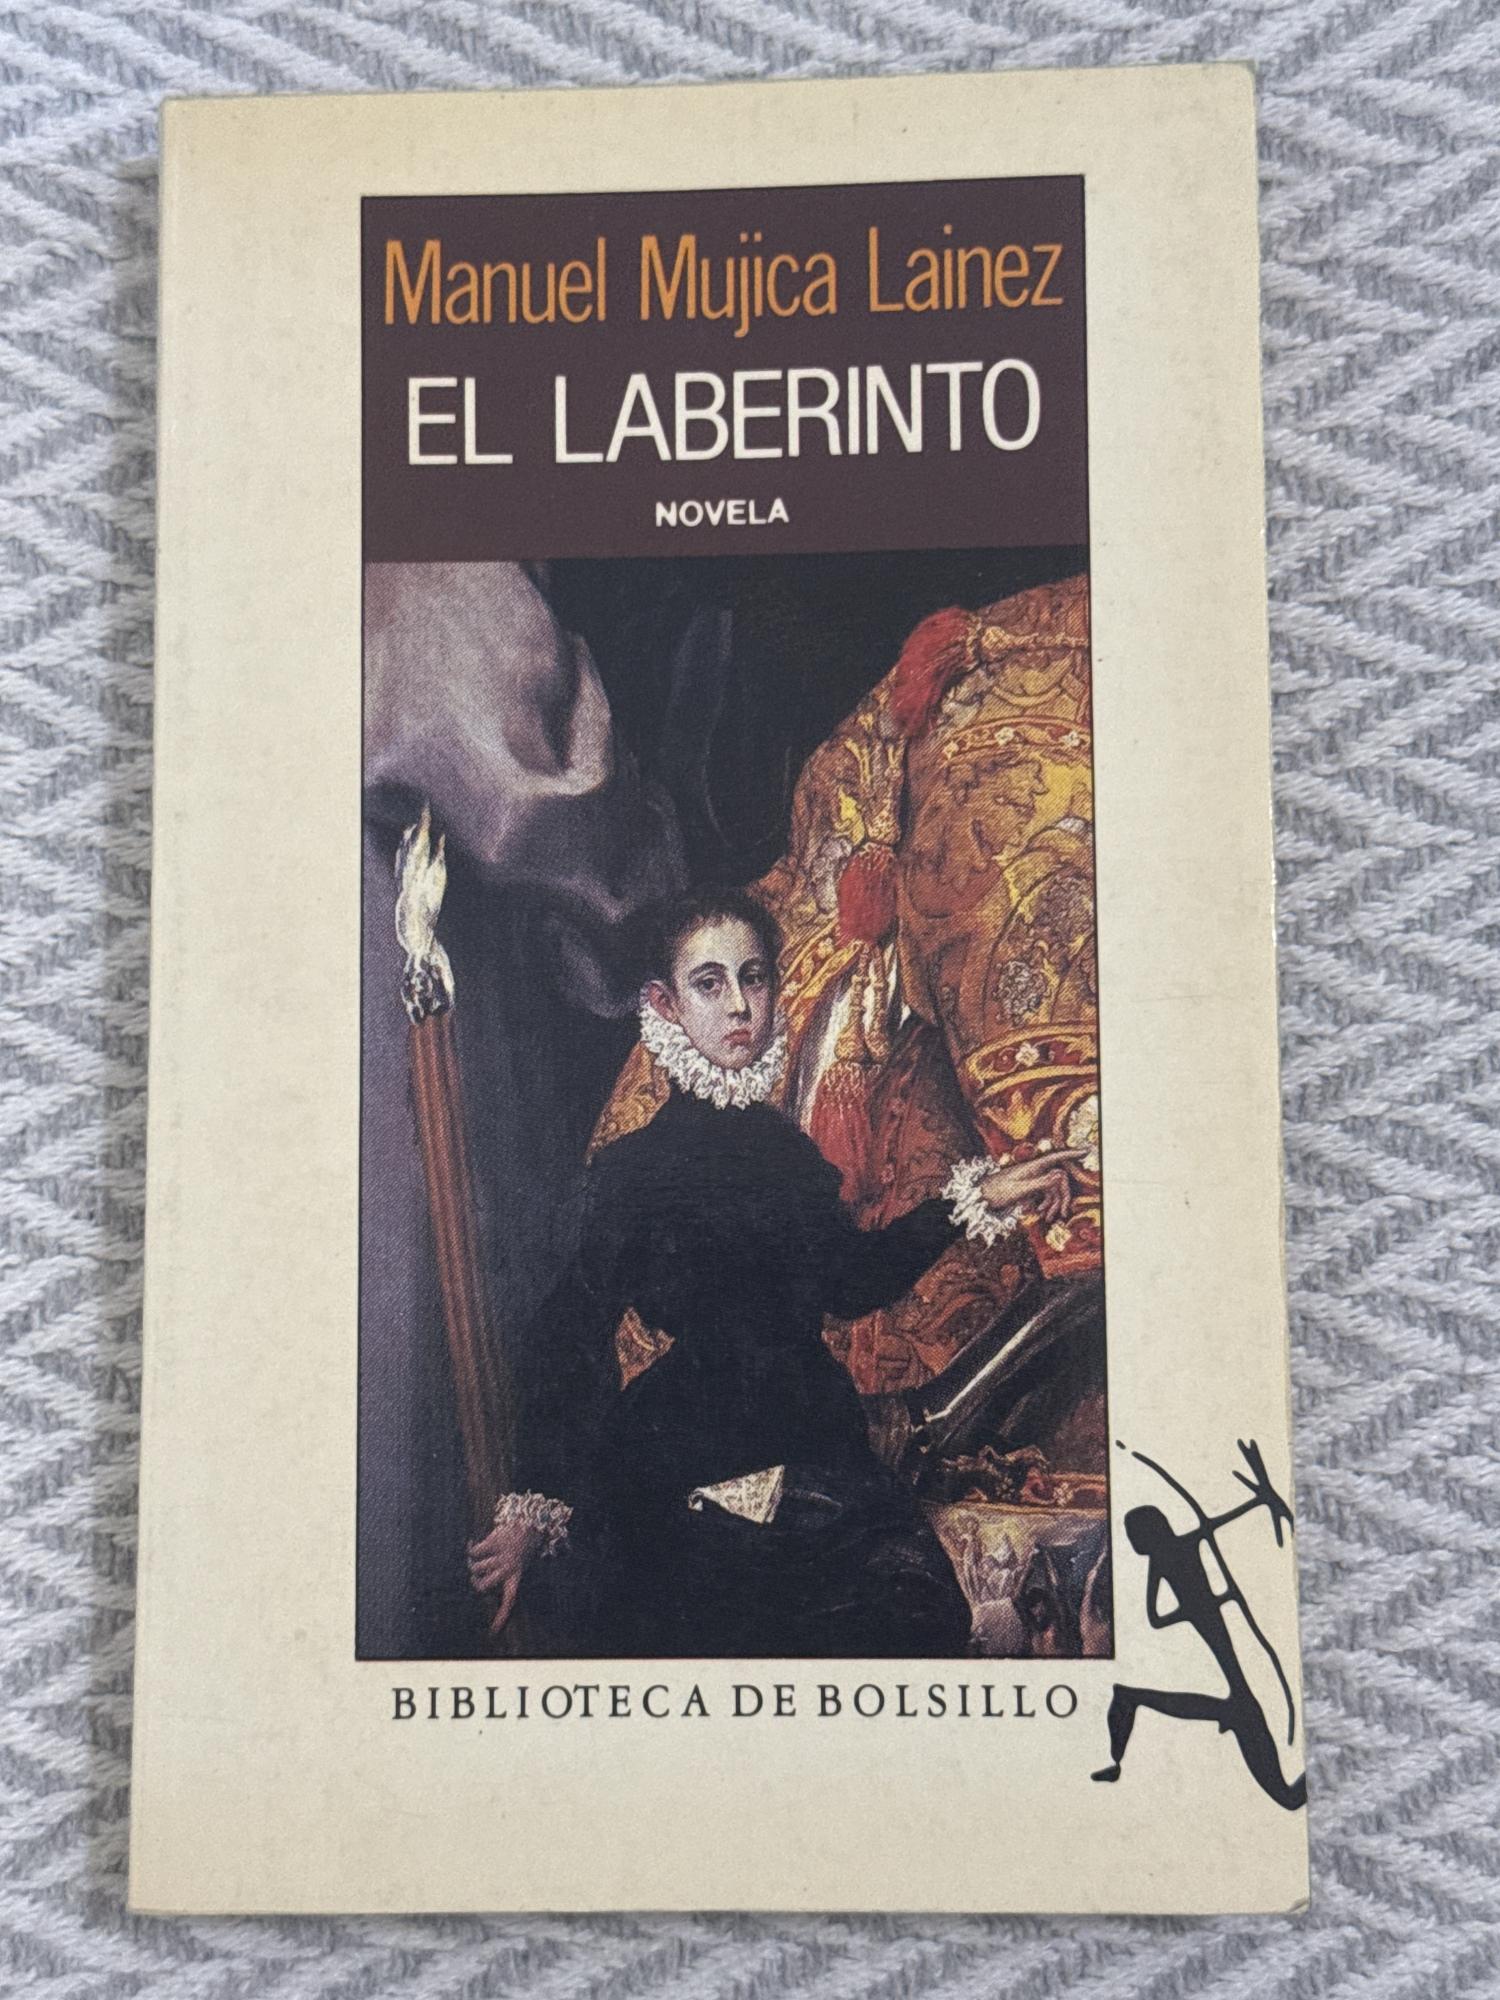 Manuel Mujica Lainez
EL LABERINTO
NOVELA
BIBLIOTECA DE BOLSILLO